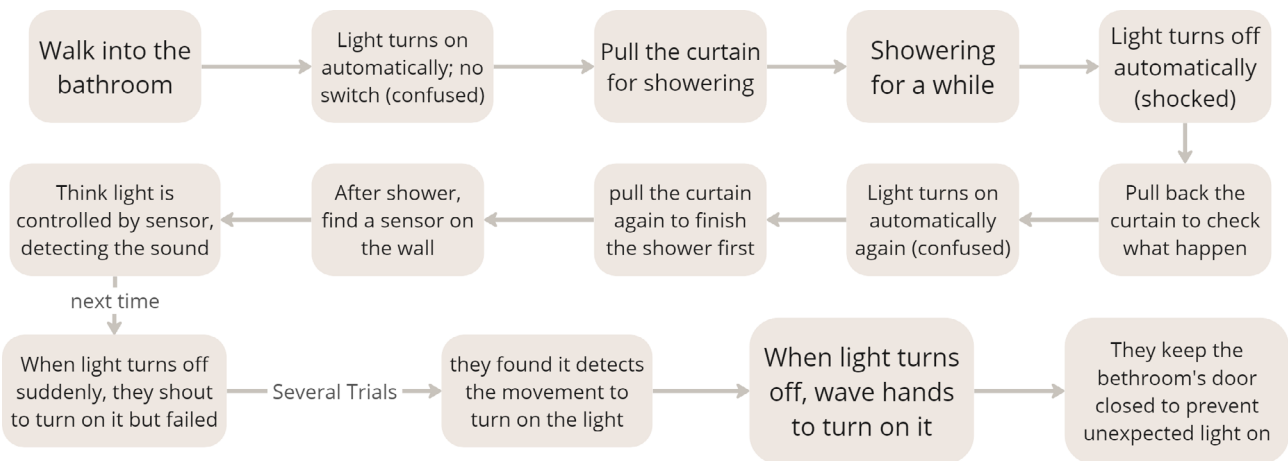 Walk into the
bathroom
Light turns on
automatically; no
switch (confused)
Pull the curtain
for showering
Showering
for a while
Light turns off
automatically
(shocked)
Pull back the
curtain to check
what happen
Light turns on
automatically
again (confused)
pull the curtain
again to finish
the shower first
After shower,
find a sensor on
the wall
Think light is
controlled by sensor,
detecting the sound
next time
When light turns off
suddenly, they shout
to turn on it but failed
Several Trials
they found it detects
the movement to
turn on the light
When light turns
off, wave hands
to turn on it
They keep the
bethroom's door
closed to prevent
unexpected light on